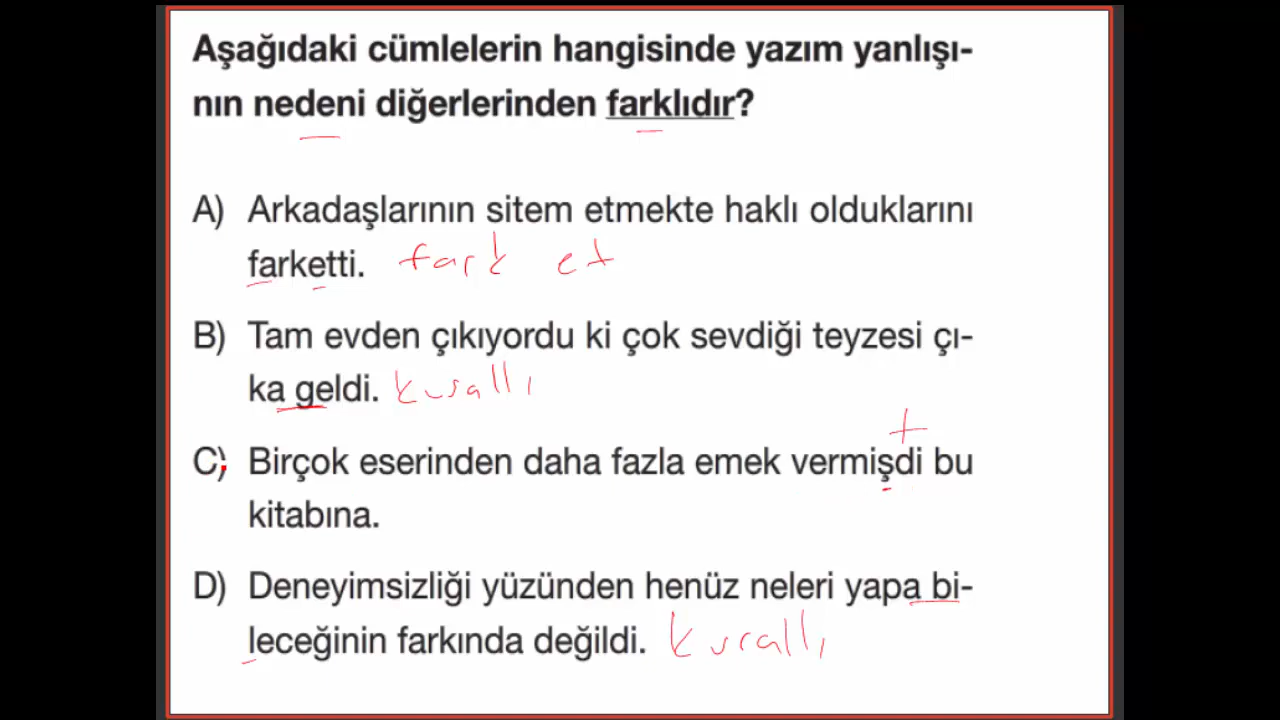 Aşağıdaki cümlelerin hangisinde yazım yanlışı-
nın nedeni diğerlerinden farklıdır?
A) Arkadaşlarının sitem etmekte haklı olduklarını
farketti. fark et
B) Tam evden çıkıyordu ki çok sevdiği teyzesi çı-
ka geldi. kurallı
t
C) Birçok eserinden daha fazla emek vermişdi bu
kitabına.
D) Deneyimsizliği yüzünden henüz neleri yapa bi-
leceğinin farkında değildi. kurallı